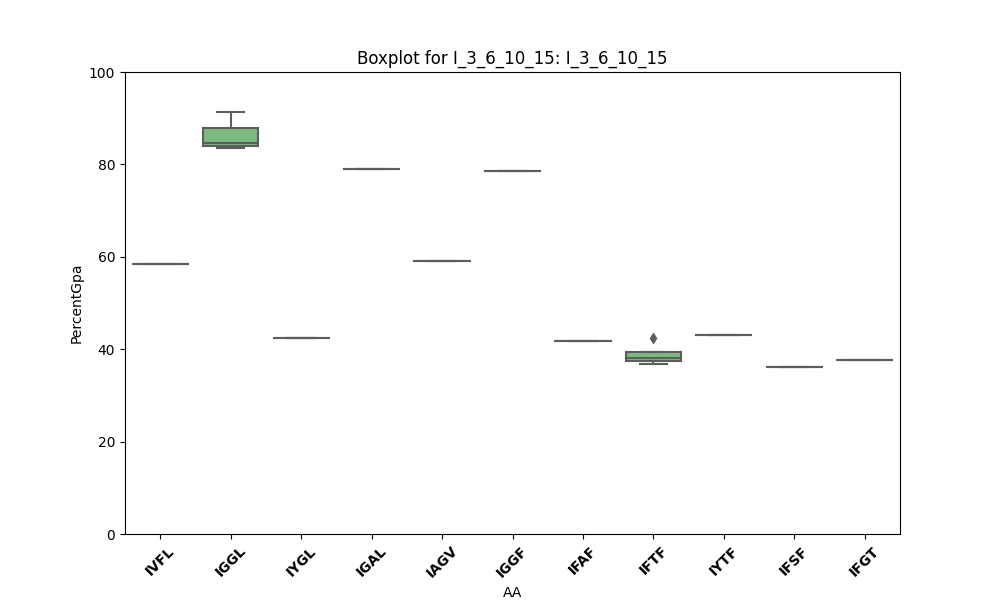 Boxplot for I_3_6_10_15: I_3_6_10_15
PercentGpa
100
80
60
40
20
0
IVFL
IGGL
IYGL
IGAL
IAGV
IGGF
IFAF
IFTF
IYTF
IFSF
IFGT
AA